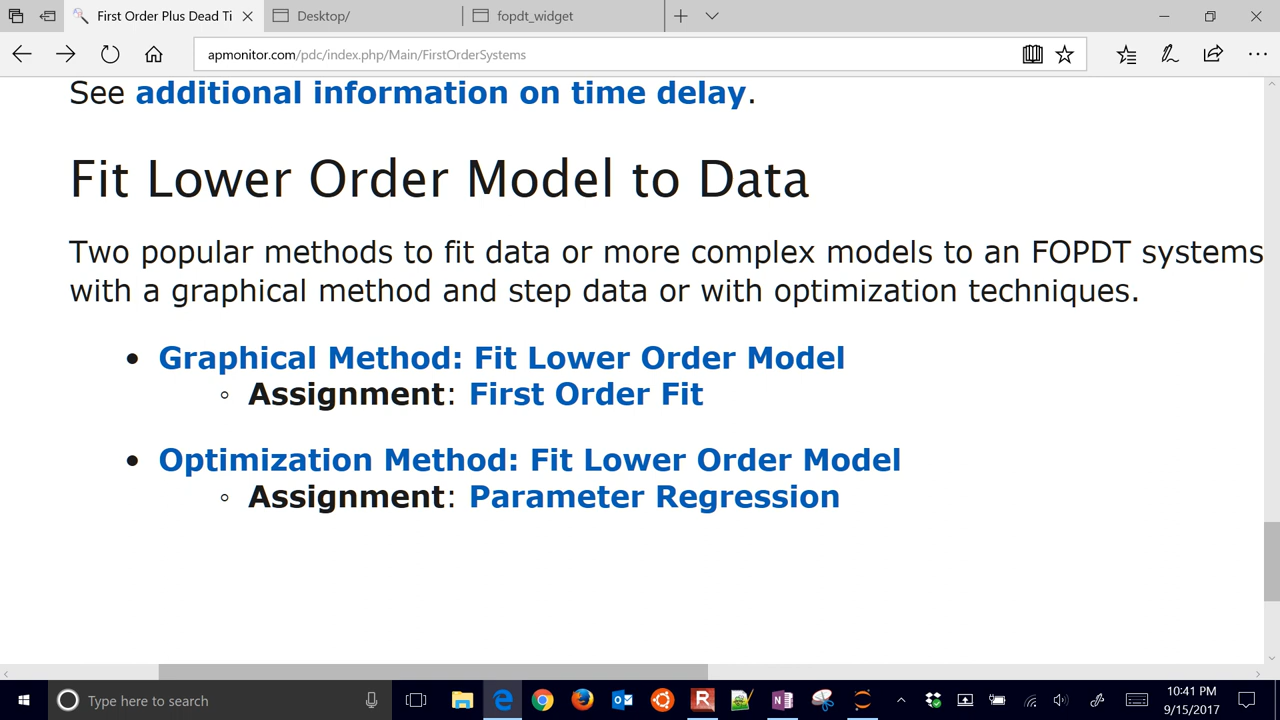 First Order Plus Dead Ti
Desktop/
fopdt_widget
apmonitor.com/pdc/index.php/Main/FirstOrderSystems
See additional information on time delay.
Fit Lower Order Model to Data
Two popular methods to fit data or more complex models to an FOPDT systems
with a graphical method and step data or with optimization techniques.
• Graphical Method: Fit Lower Order Model
◦ Assignment: First Order Fit
• Optimization Method: Fit Lower Order Model
◦ Assignment: Parameter Regression
Type here to search
10:41 PM
9/15/2017